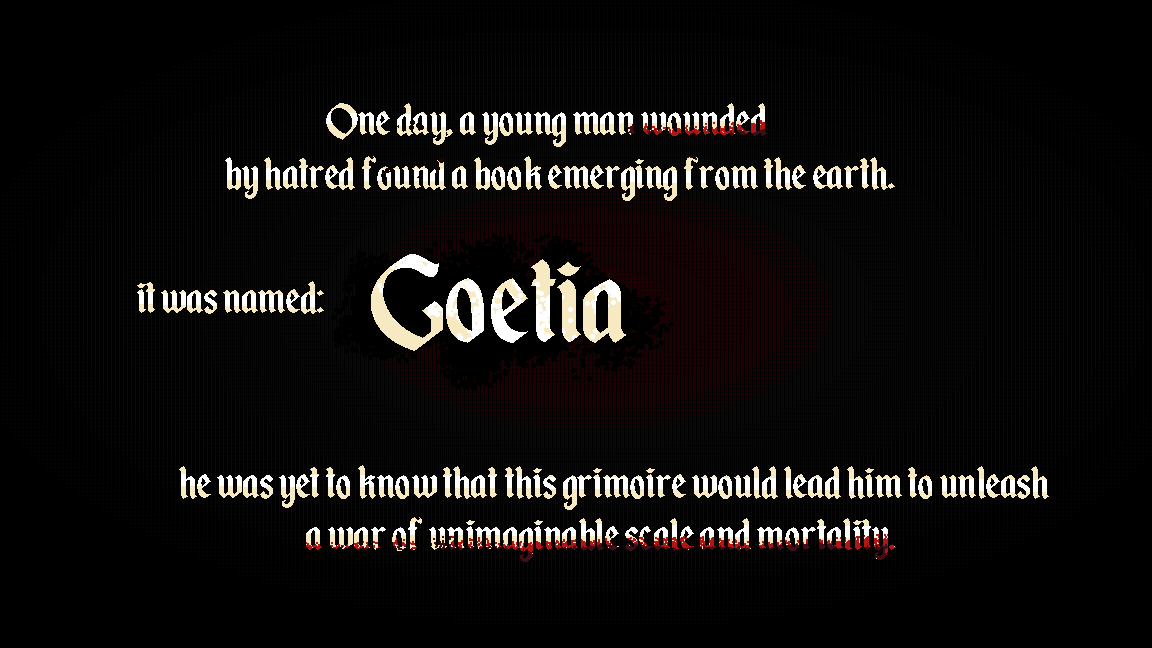 One day, a young man wounded
by hatred found a book emerging from the earth.
it was named: Goetia
he was yet to know that this grimoire would lead him to unleash
a war of unimaginable scale and mortality.